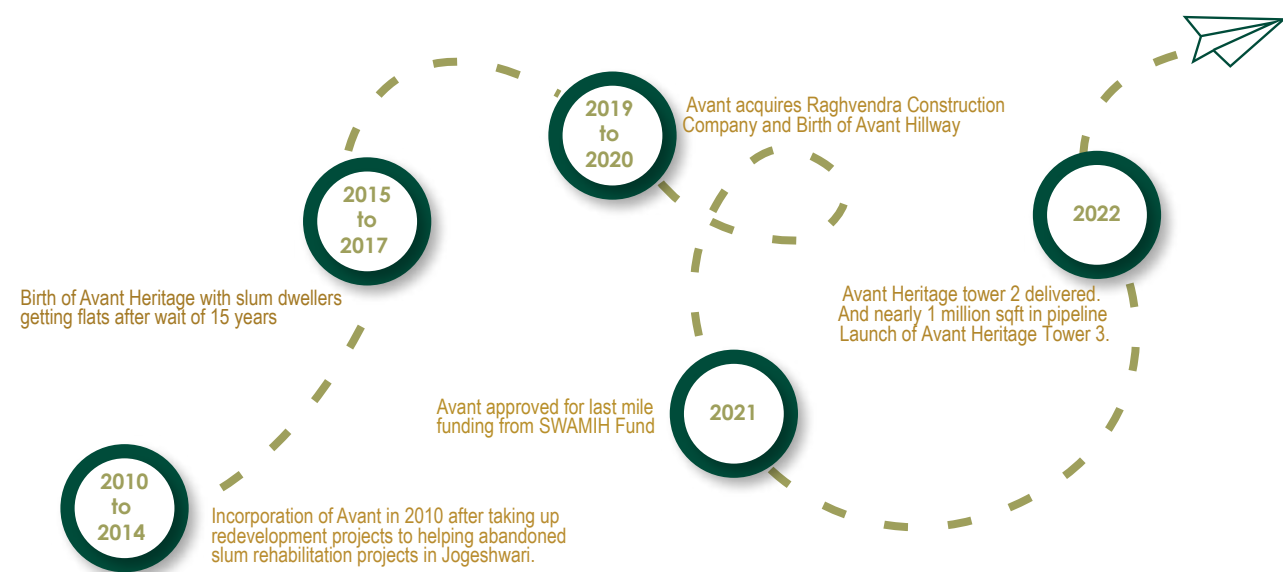 2010
to
2014
Incorporation of Avant in 2010 after taking up
redevelopment projects to helping abandoned
slum rehabilitation projects in Jogeshwari.
2015
to
2017
Birth of Avant Heritage with slum dwellers
getting flats after wait of 15 years
2019
to
2020
Avant acquires Raghvendra Construction
Company and Birth of Avant Hillway
2021
Avant approved for last mile
funding from SWAMIH Fund
2022
Avant Heritage tower 2 delivered.
And nearly 1 million sqft in pipeline
Launch of Avant Heritage Tower 3.